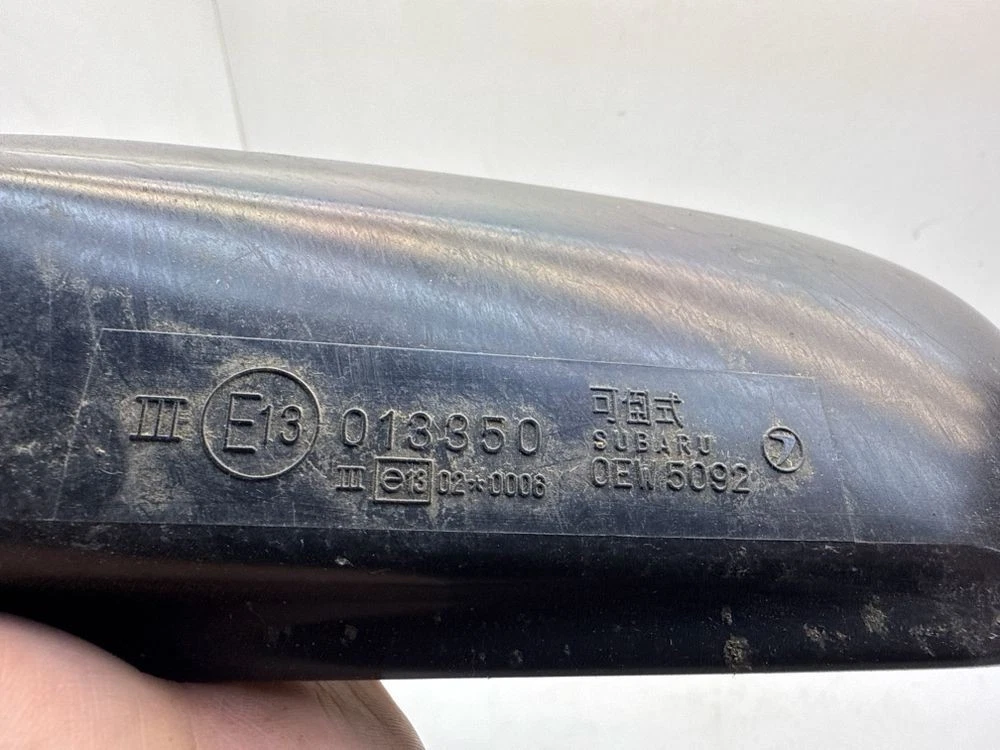 III E13 013350
III e13 02*0006
可倒式
SUBARU
OEW 5092